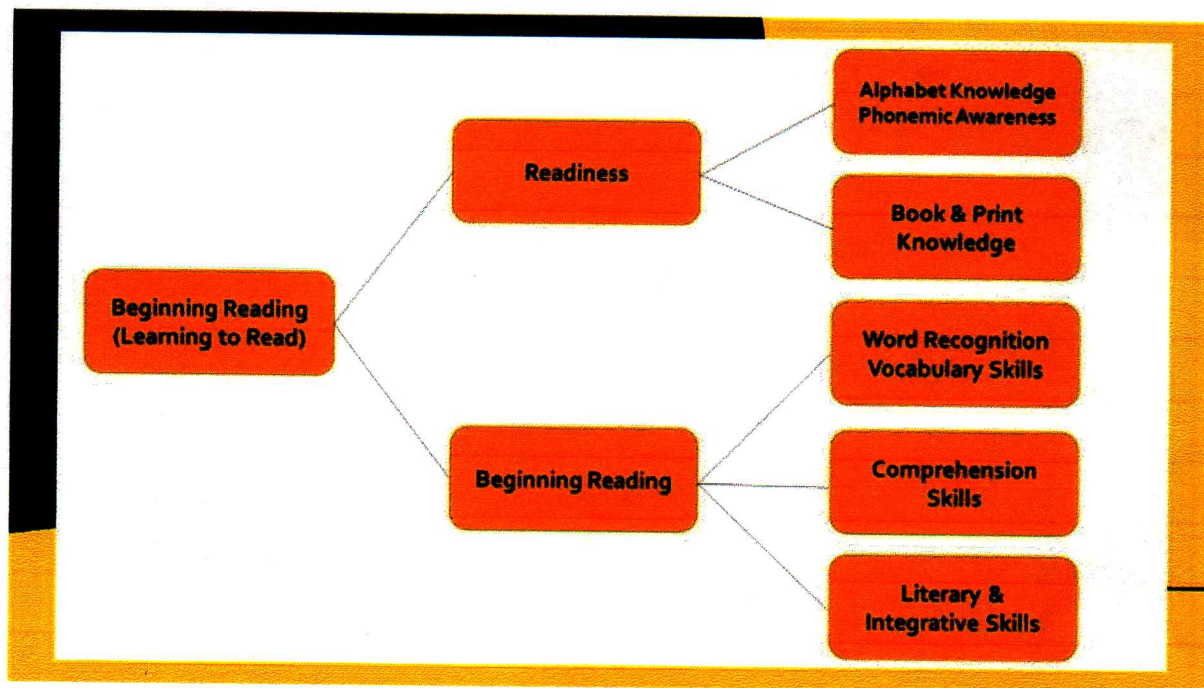 Beginning Reading
(Learning to Read)
Readiness
Alphabet Knowledge
Phonemic Awareness
Book & Print
Knowledge
Beginning Reading
Word Recognition
Vocabulary Skills
Comprehension
Skills
Literary &
Integrative Skills